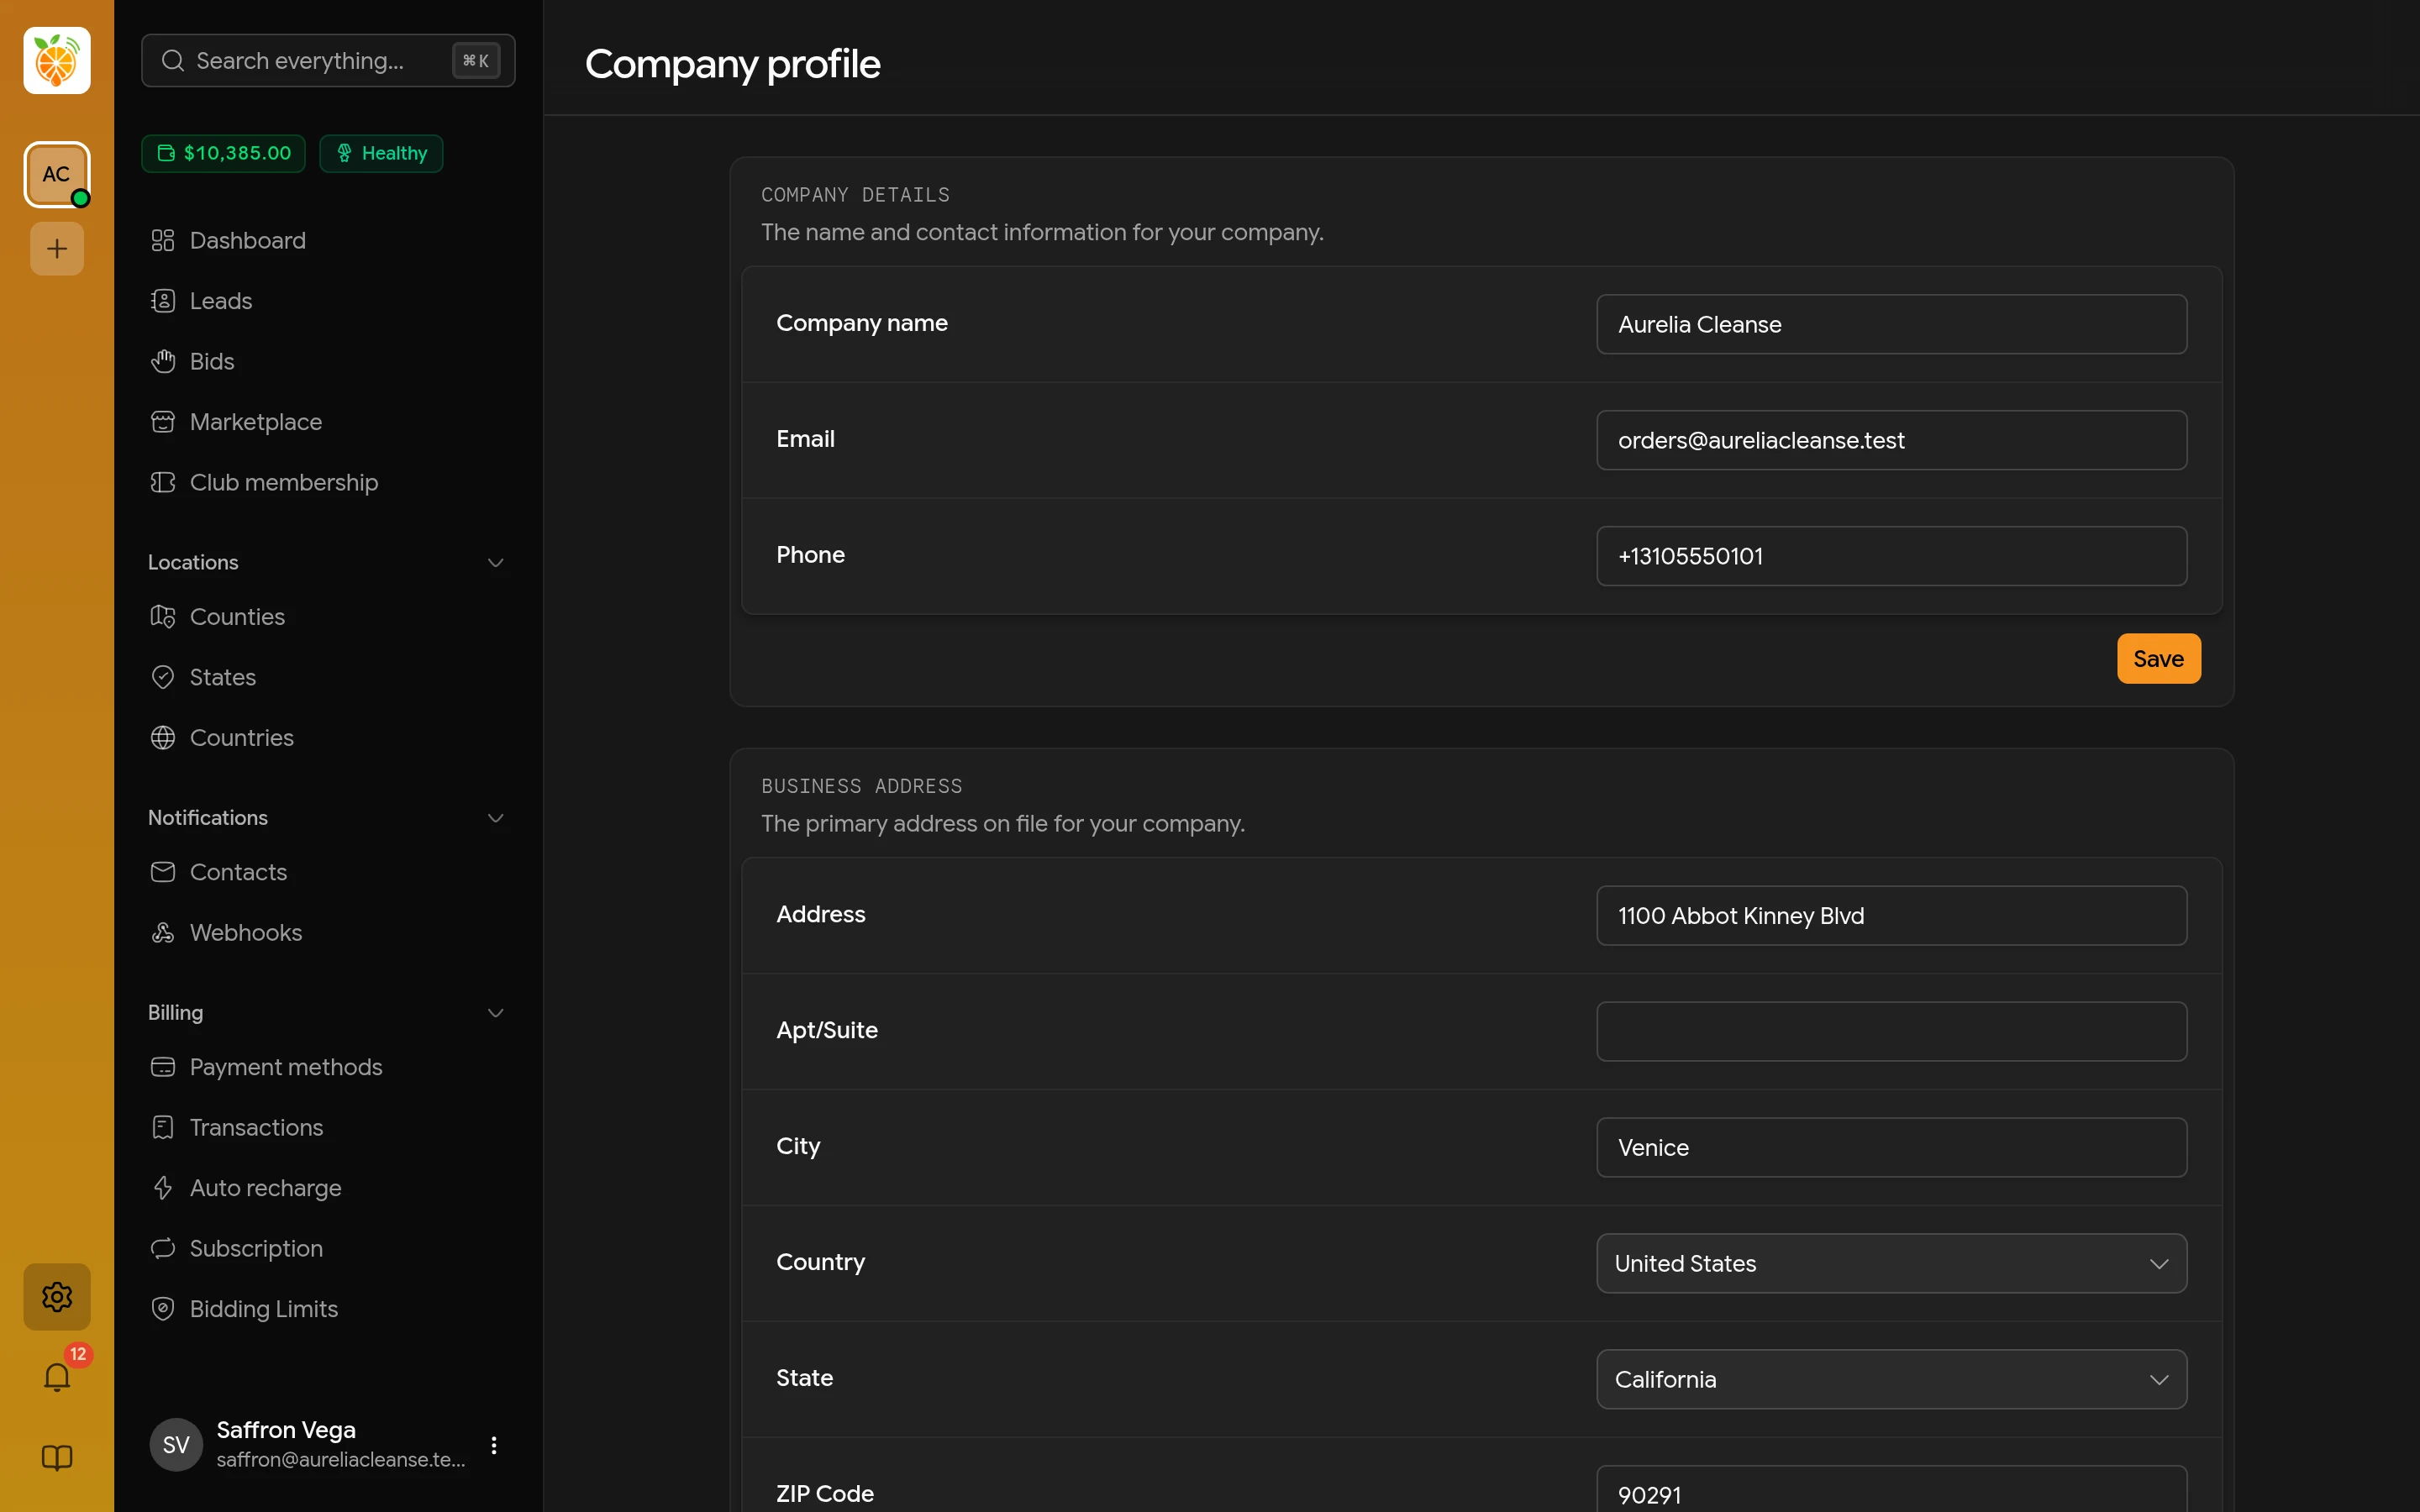 Search everything...
⌘K
$10,385.00
Healthy
AC
Dashboard
Leads
Bids
Marketplace
Club membership
Locations
Counties
States
Countries
Notifications
Contacts
Webhooks
Billing
Payment methods
Transactions
Auto recharge
Subscription
Bidding Limits
12
SV
Saffron Vega
saffron@aureliacleanse.te...
Company profile
COMPANY DETAILS
The name and contact information for your company.
Company name
Aurelia Cleanse
Email
orders@aureliacleanse.test
Phone
+13105550101
Save
BUSINESS ADDRESS
The primary address on file for your company.
Address
1100 Abbot Kinney Blvd
Apt/Suite
City
Venice
Country
United States
State
California
ZIP Code
90291